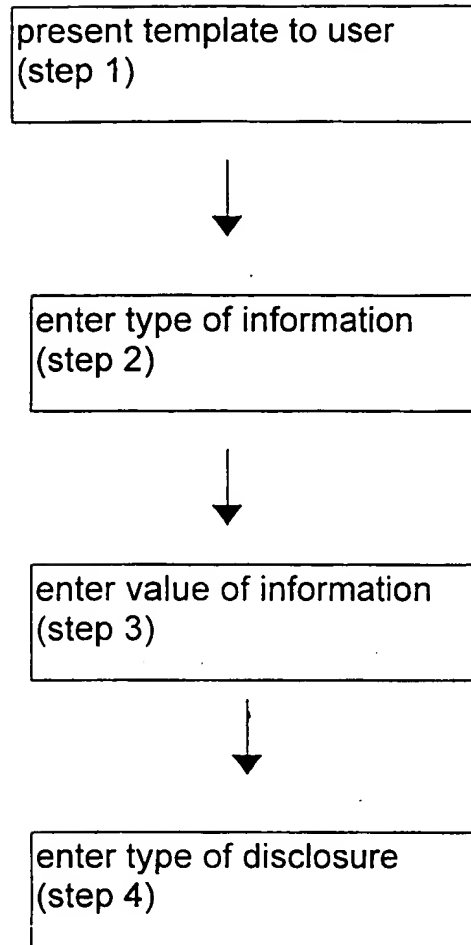 present template to user
(step 1)
enter type of information
(step 2)
enter value of information
(step 3)
enter type of disclosure
(step 4)